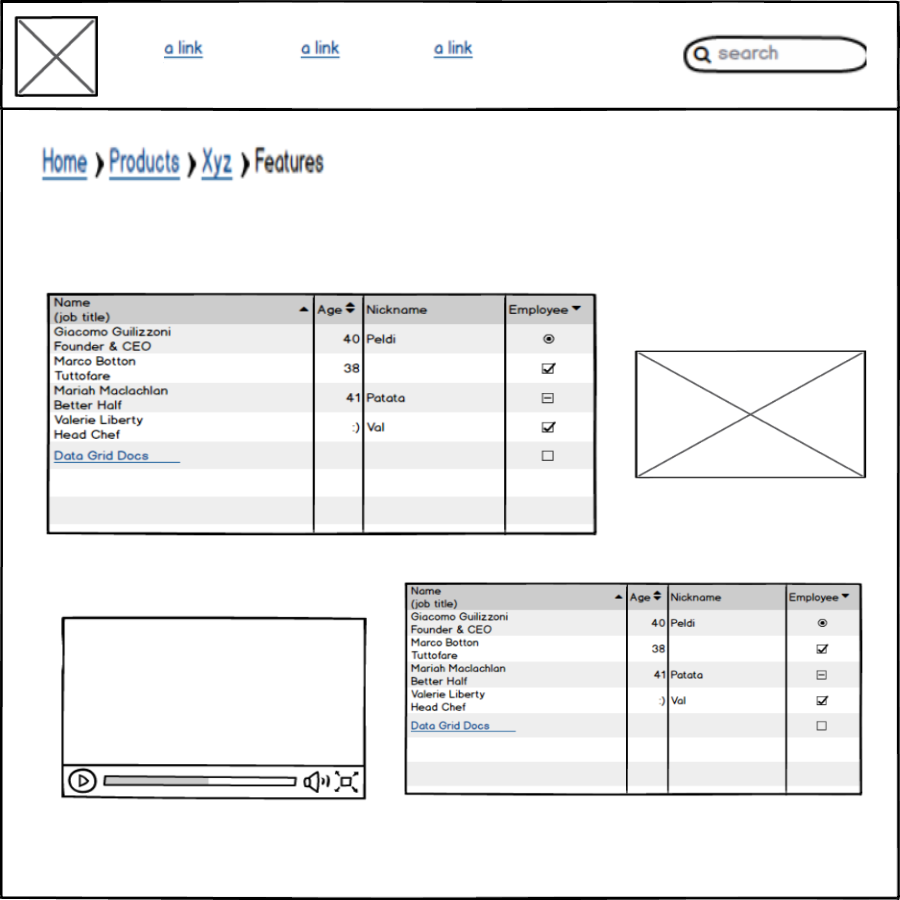 a link a link a link search
Home Products Xyz Features
Name
(job title) Age Nickname Employee
Giacomo Guilizzoni
Founder & CEO 40 Peldi
Marco Botton
Tuttofare 38
Mariah Maclachlan
Better Half 41 Patata
Valerie Liberty
Head Chef :) Val
Data Grid Docs
Name
(job title) Age Nickname Employee
Giacomo Guilizzoni
Founder & CEO 40 Peldi
Marco Botton
Tuttofare 38
Mariah Maclachlan
Better Half 41 Patata
Valerie Liberty
Head Chef :) Val
Data Grid Docs